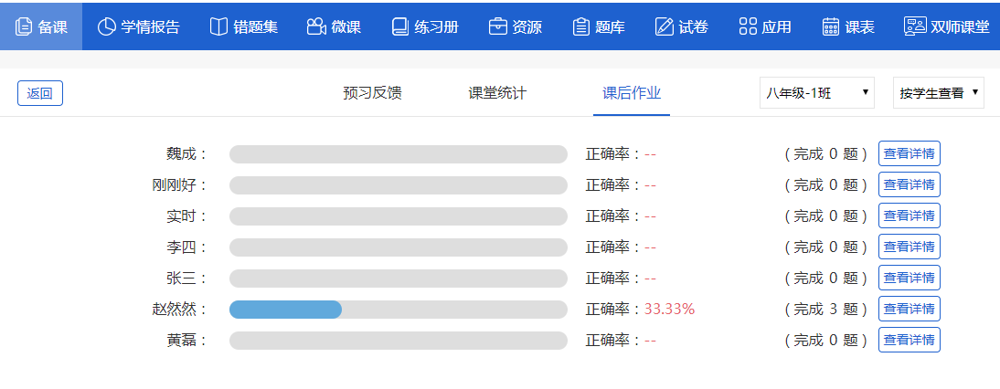 备课 学情报告 错题集 微课 练习册 资源 题库 试卷 应用 课表 双师课堂
返回 预习反馈 课堂统计 课后作业 八年级-1班 按学生查看
魏成： 正确率：-- （完成 0 题） 查看详情
刚刚好： 正确率：-- （完成 0 题） 查看详情
实时： 正确率：-- （完成 0 题） 查看详情
李四： 正确率：-- （完成 0 题） 查看详情
张三： 正确率：-- （完成 0 题） 查看详情
赵然然： 正确率：33.33% （完成 3 题） 查看详情
黄磊： 正确率：-- （完成 0 题） 查看详情